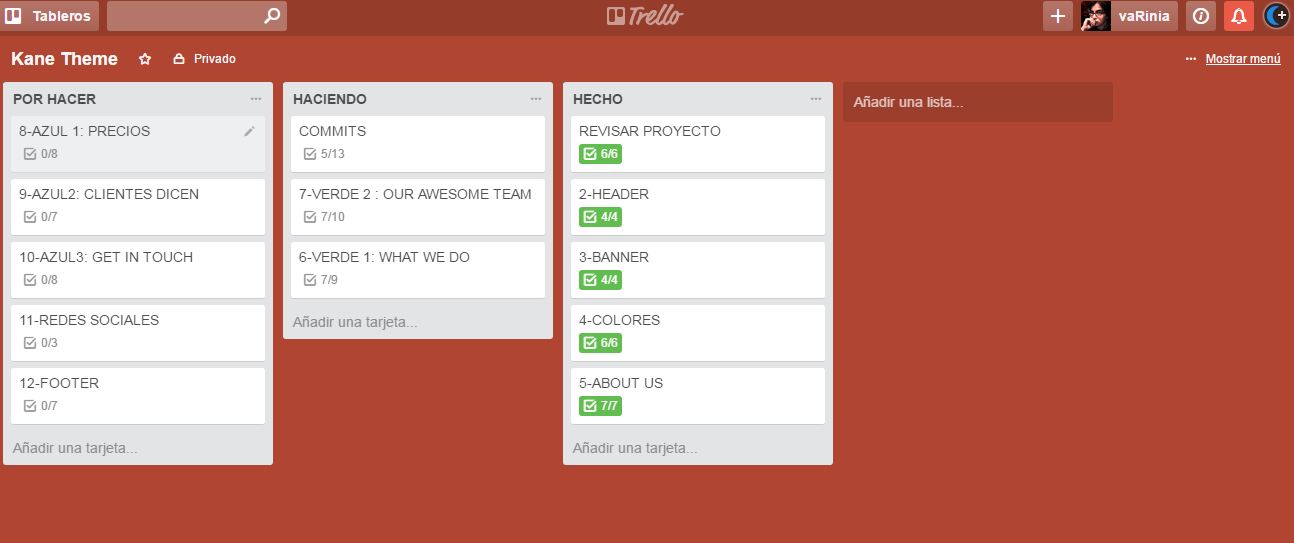 Tableros
Trello
vaRinia
Kane Theme
Privado
Mostrar menú
POR HACER
8-AZUL 1: PRECIOS
0/8
9-AZUL2: CLIENTES DICEN
0/7
10-AZUL3: GET IN TOUCH
0/8
11-REDES SOCIALES
0/3
12-FOOTER
0/7
Añadir una tarjeta...
HACIENDO
COMMITS
5/13
7-VERDE 2 : OUR AWESOME TEAM
7/10
6-VERDE 1: WHAT WE DO
7/9
Añadir una tarjeta...
HECHO
REVISAR PROYECTO
6/6
2-HEADER
4/4
3-BANNER
4/4
4-COLORES
6/6
5-ABOUT US
7/7
Añadir una tarjeta...
Añadir una lista...